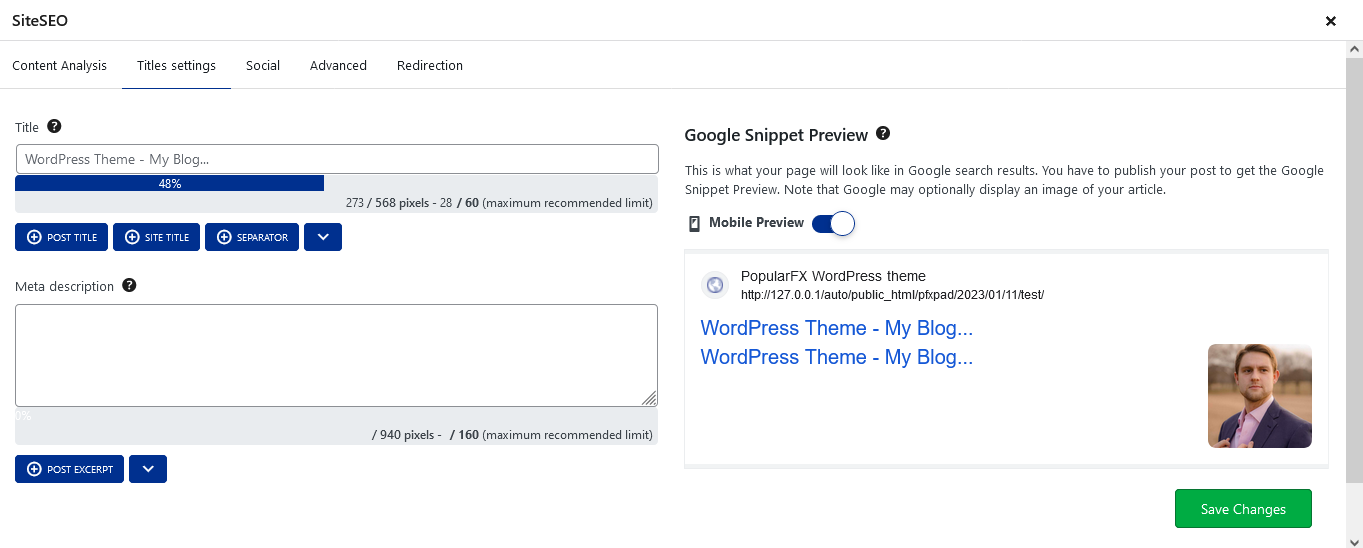 SiteSEO
Content Analysis
Titles settings
Social
Advanced
Redirection
Title
WordPress Theme - My Blog...
48%
273 / 568 pixels - 28 / 60 (maximum recommended limit)
POST TITLE
SITE TITLE
SEPARATOR
Meta description
0%
/ 940 pixels - / 160 (maximum recommended limit)
POST EXCERPT
Google Snippet Preview
This is what your page will look like in Google search results. You have to publish your post to get the Google
Snippet Preview. Note that Google may optionally display an image of your article.
Mobile Preview
PopularFX WordPress theme
http://127.0.0.1/auto/public_html/pfxpad/2023/01/11/test/
WordPress Theme - My Blog...
WordPress Theme - My Blog...
Save Changes